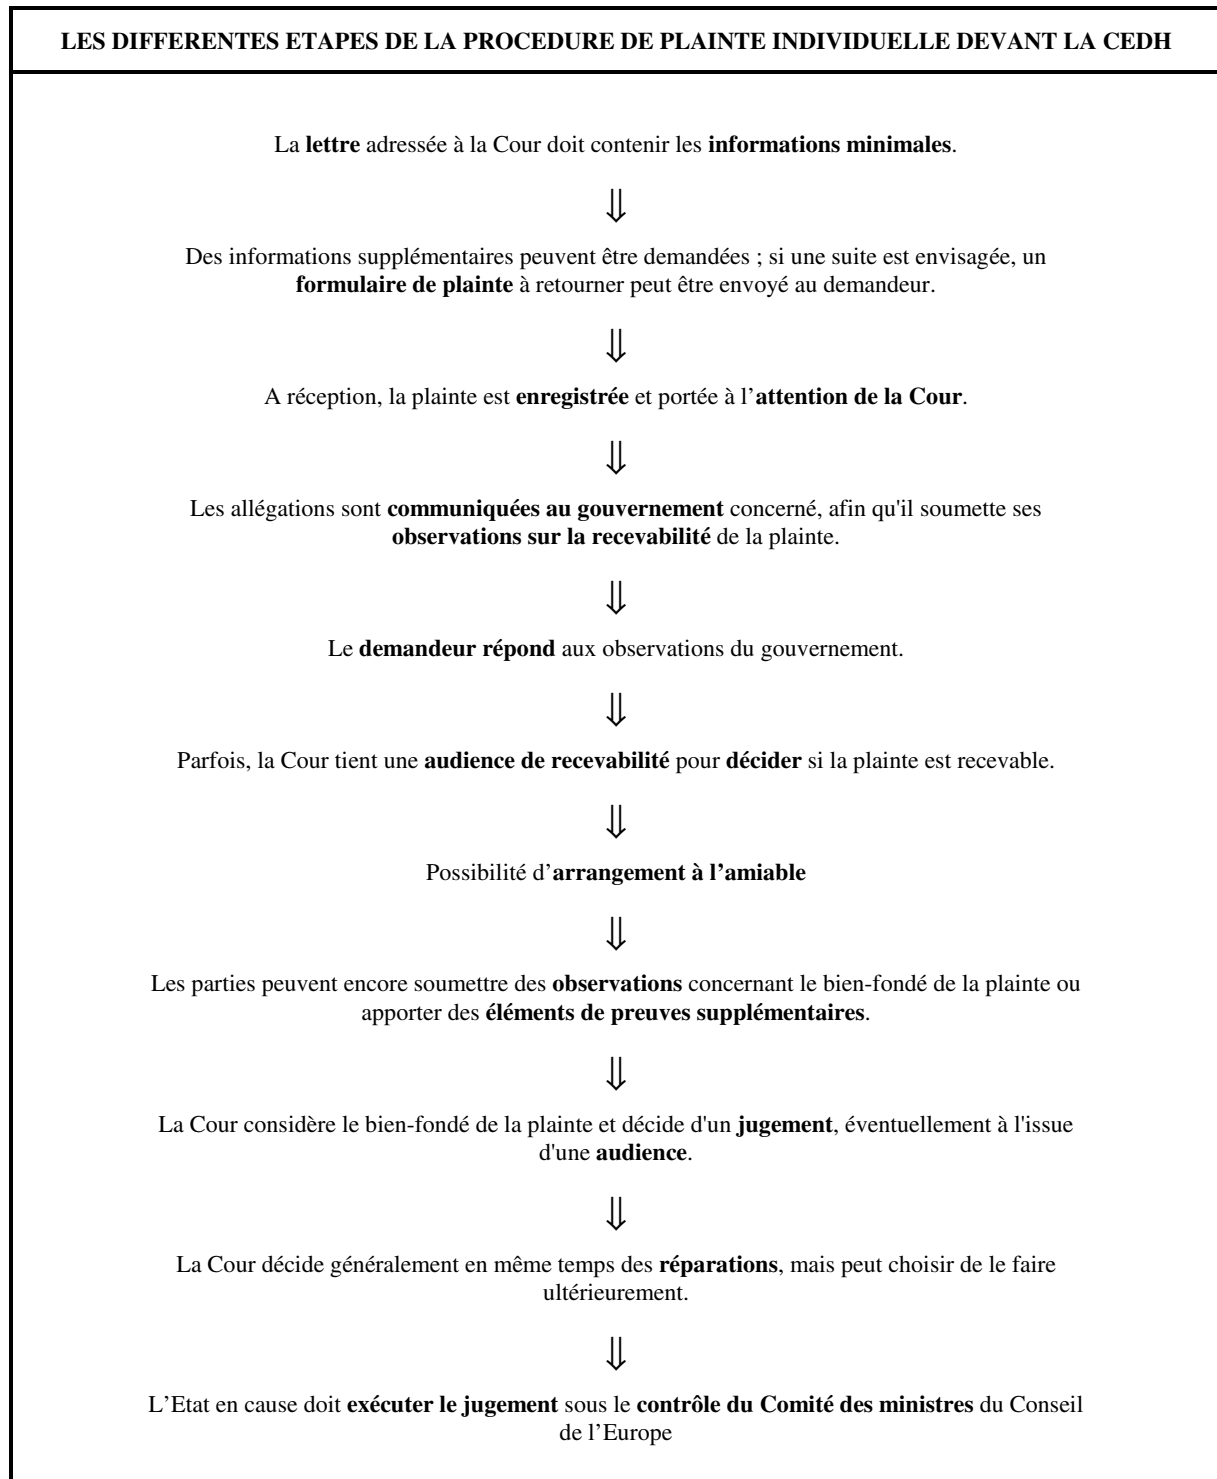 LES DIFFERENTES ETAPES DE LA PROCEDURE DE PLAINTE INDIVIDUELLE DEVANT LA CEDH
La lettre adressée à la Cour doit contenir les informations minimales.
⇓
Des informations supplémentaires peuvent être demandées ; si une suite est envisagée, un
formulaire de plainte à retourner peut être envoyé au demandeur.
⇓
A réception, la plainte est enregistrée et portée à l’attention de la Cour.
⇓
Les allégations sont communiquées au gouvernement concerné, afin qu'il soumette ses
observations sur la recevabilité de la plainte.
⇓
Le demandeur répond aux observations du gouvernement.
⇓
Parfois, la Cour tient une audience de recevabilité pour décider si la plainte est recevable.
⇓
Possibilité d’arrangement à l’amiable
⇓
Les parties peuvent encore soumettre des observations concernant le bien-fondé de la plainte ou
apporter des éléments de preuves supplémentaires.
⇓
La Cour considère le bien-fondé de la plainte et décide d'un jugement, éventuellement à l'issue
d'une audience.
⇓
La Cour décide généralement en même temps des réparations, mais peut choisir de le faire
ultérieurement.
⇓
L’Etat en cause doit exécuter le jugement sous le contrôle du Comité des ministres du Conseil
de l’Europe